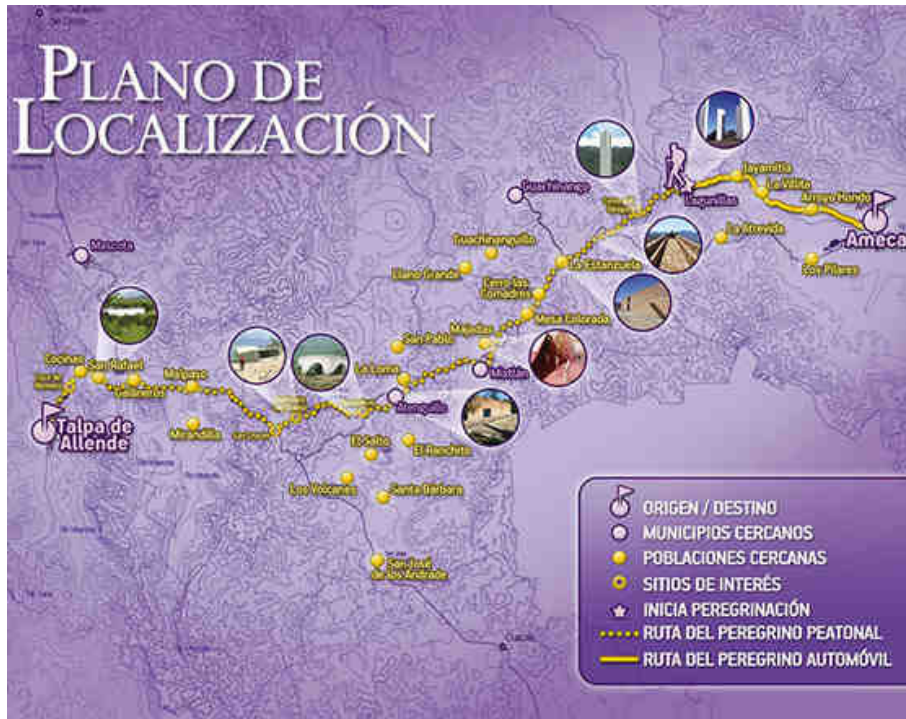 PLANO DE
LOCALIZACIÓN
Guachinango
Lagunillas
Jayamitla
La Villita
Arroyo Hondo
Ameca
La Atrevida
Los Pilares
Mascota
Guachinanguillo
Llano Grande
La Estanzuela
Cerro las
Comadres
Mesa Colorada
Majadas
San Pablo
Mixtlán
La Loma
Atenguillo
Cocinas
San Rafael
Galaneros
Malpaso
Mirandilla
Talpa de
Allende
El Salto
El Ranchito
Los Volcanes
Santa Bárbara
San José
de los Andrade
ORIGEN / DESTINO
MUNICIPIOS CERCANOS
POBLACIONES CERCANAS
SITIOS DE INTERÉS
INICIA PEREGRINACIÓN
RUTA DEL PEREGRINO PEATONAL
RUTA DEL PEREGRINO AUTOMÓVIL